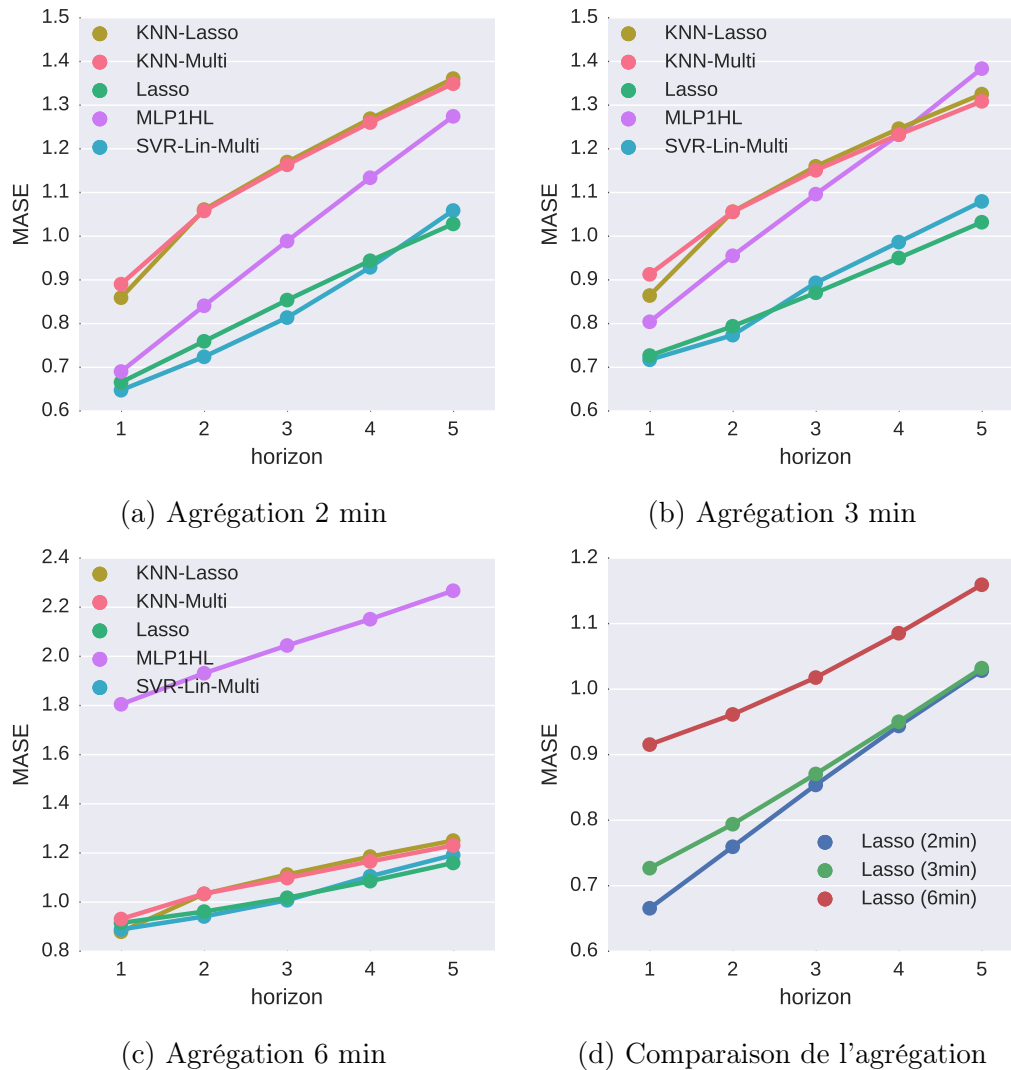 1.5
1.4
1.3
1.2
1.1
1.0
0.9
0.8
0.7
0.6
MASE
KNN-Lasso
KNN-Multi
Lasso
MLP1HL
SVR-Lin-Multi
1 2 3 4 5
horizon
(a) Agrégation 2 min
1.5
1.4
1.3
1.2
1.1
1.0
0.9
0.8
0.7
0.6
MASE
KNN-Lasso
KNN-Multi
Lasso
MLP1HL
SVR-Lin-Multi
1 2 3 4 5
horizon
(b) Agrégation 3 min
2.4
2.2
2.0
1.8
1.6
1.4
1.2
1.0
0.8
MASE
KNN-Lasso
KNN-Multi
Lasso
MLP1HL
SVR-Lin-Multi
1 2 3 4 5
horizon
(c) Agrégation 6 min
1.2
1.1
1.0
0.9
0.8
0.7
0.6
MASE
Lasso (2min)
Lasso (3min)
Lasso (6min)
1 2 3 4 5
horizon
(d) Comparaison de l'agrégation